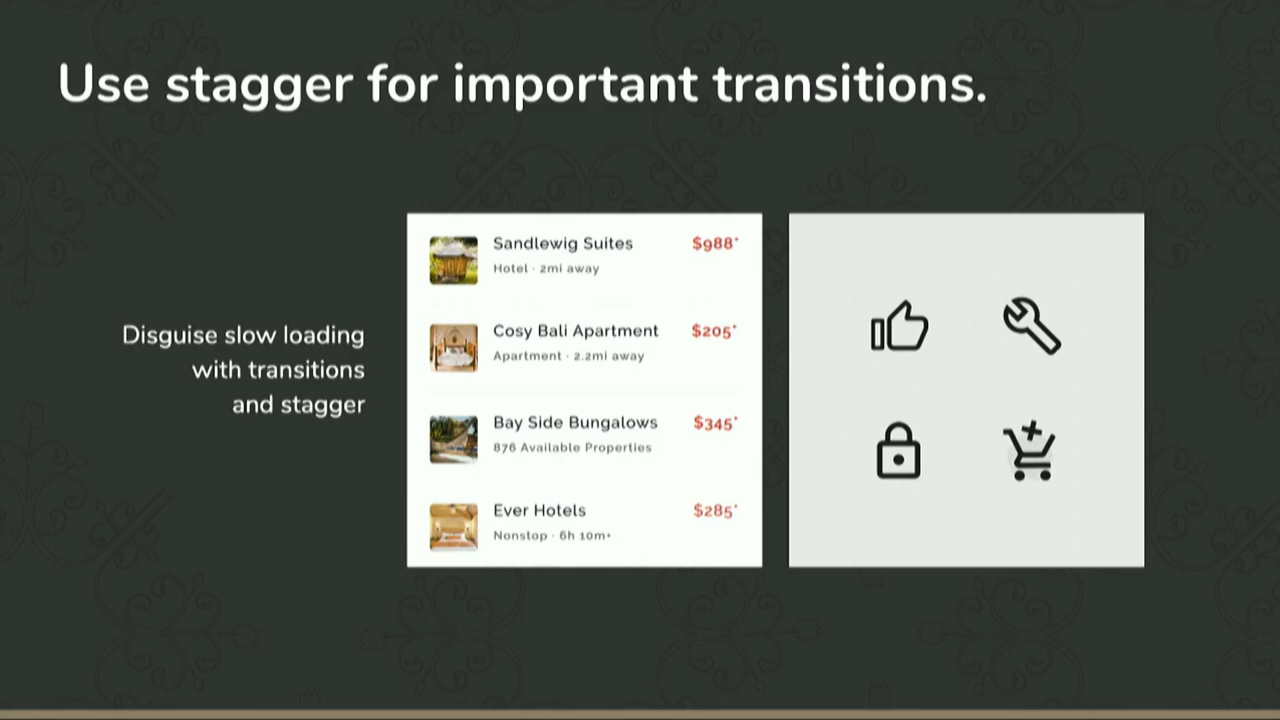 Use stagger for important transitions.
Disguise slow loading
with transitions
and stagger
Sandlewig Suites $988*
Hotel · 2mi away
Cosy Bali Apartment $205*
Apartment · 2.2mi away
Bay Side Bungalows $345*
876 Available Properties
Ever Hotels $285*
Nonstop · 6h 10m+